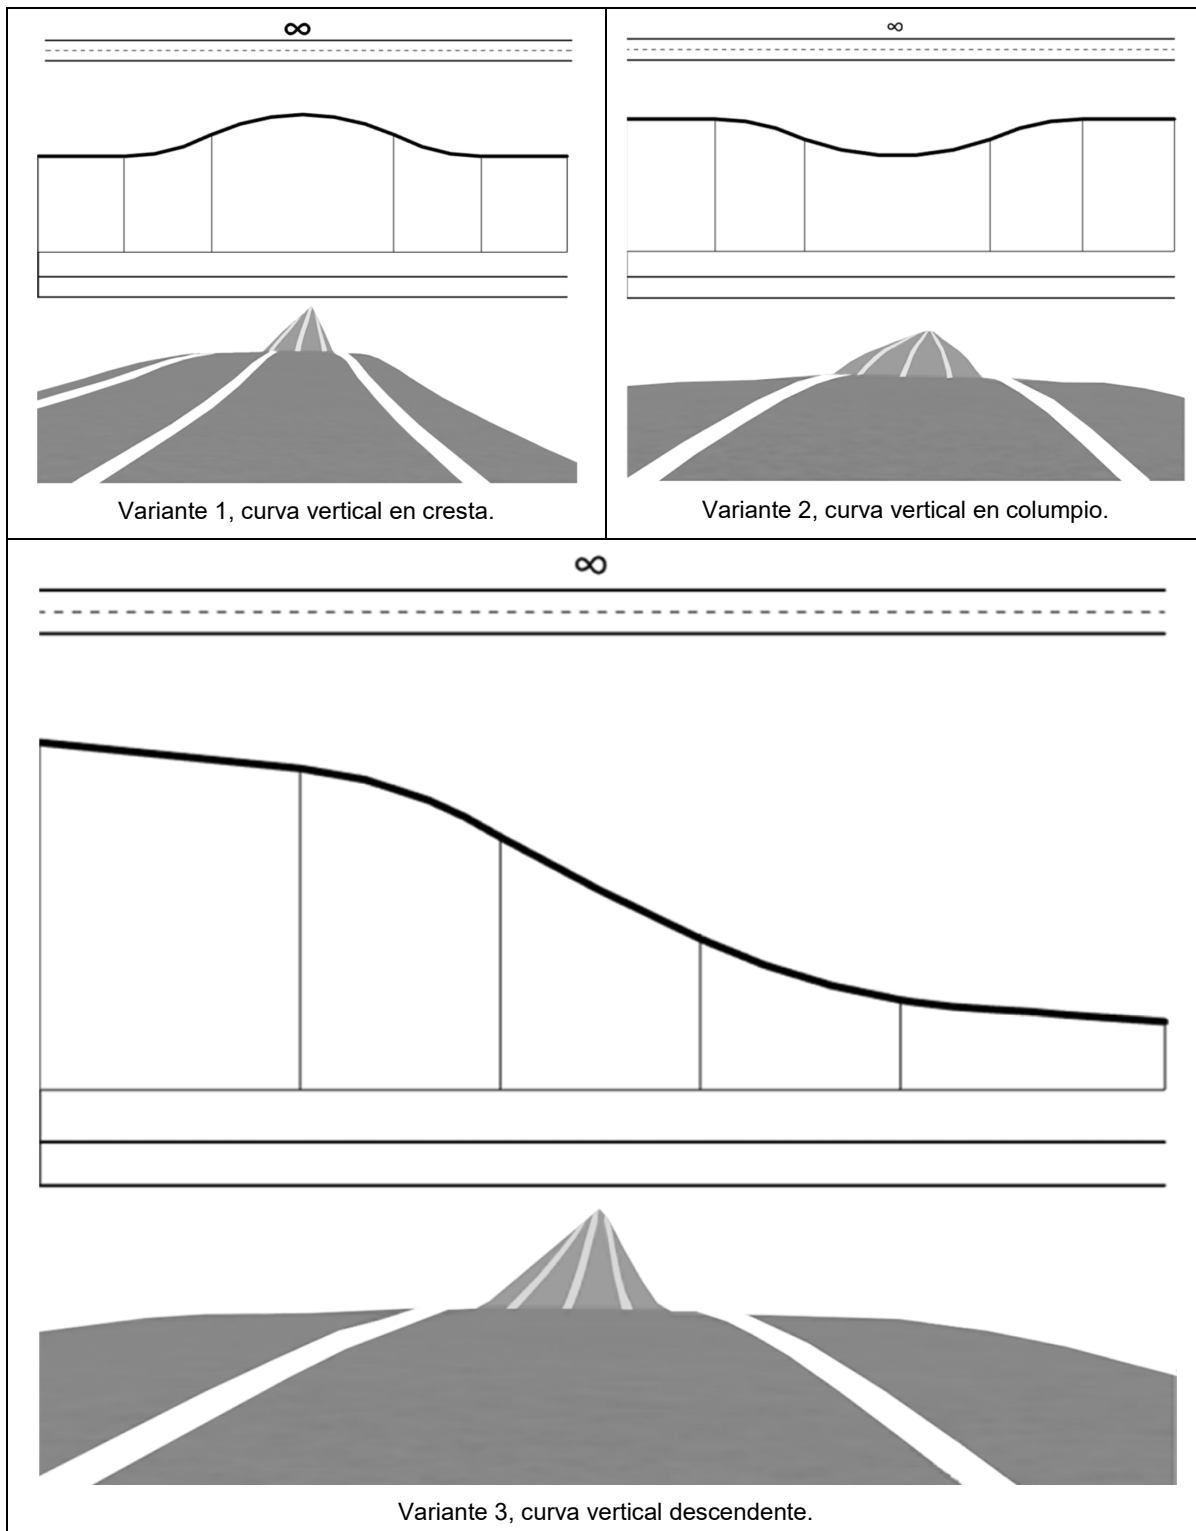 ∞
∞
Variante 1, curva vertical en cresta.
Variante 2, curva vertical en columpio.
∞
Variante 3, curva vertical descendente.